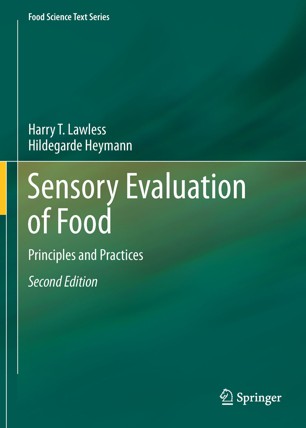 Food Science Text Series
Harry T. Lawless
Hildegarde Heymann
Sensory Evaluation
of Food
Principles and Practices
Second Edition
Springer